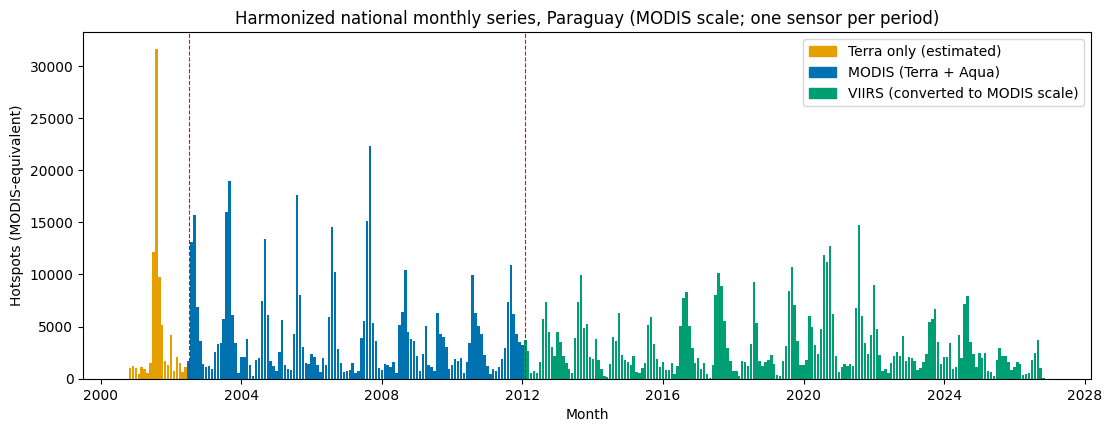 Harmonized national monthly series, Paraguay (MODIS scale; one sensor per period)
Terra only (estimated)
MODIS (Terra + Aqua)
VIIRS (converted to MODIS scale)
Hotspots (MODIS-equivalent)
30000
25000
20000
15000
10000
5000
0
2000
2004
2008
2012
2016
2020
2024
2028
Month